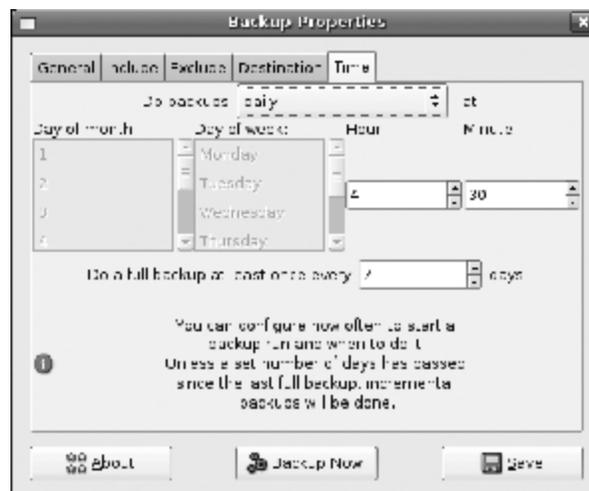 Backup Properties
General Include Exclude Destination Time
Do backups daily at
Day of month Day of week: Hour Minute
1 Monday
2 Tuesday
3 Wednesday
4 Thursday
4 30
Do a full backup at least once every 7 days
You can configure how often to start a
backup run and when to do it
Unless a set number of days has passed
since the last full backup, incremental
backups will be done.
About Backup Now Save